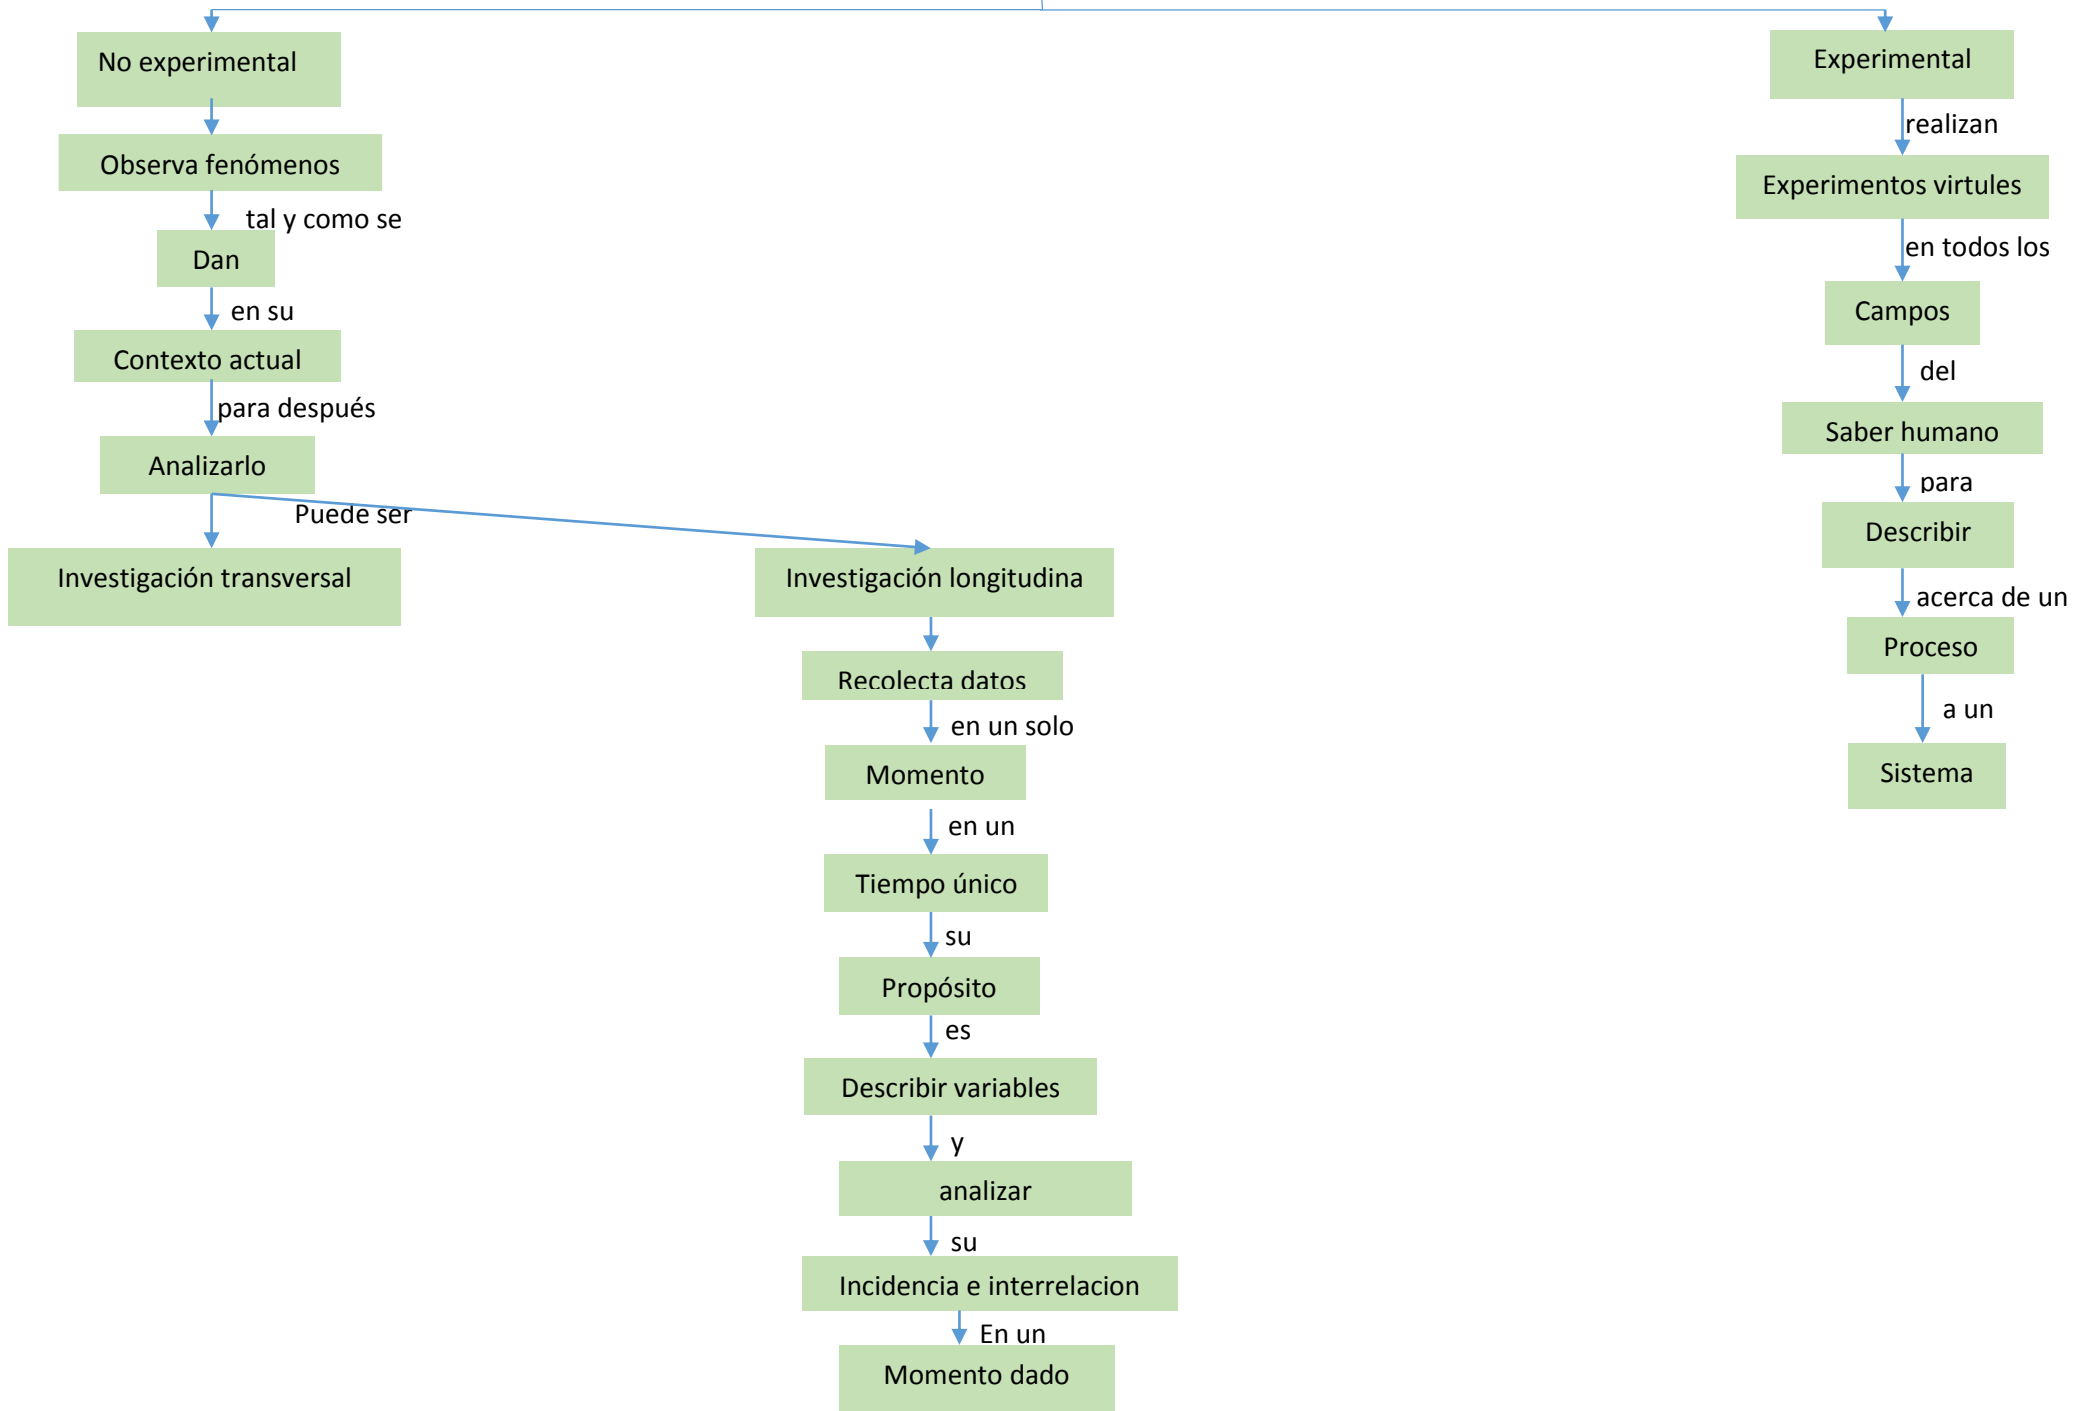 No experimental
Observa fenómenos
tal y como se
Dan
en su
Contexto actual
para después
Analizarlo
Puede ser
Investigación transversal
Investigación longitudina
Recolecta datos
en un solo
Momento
en un
Tiempo único
su
Propósito
es
Describir variables
y
analizar
su
Incidencia e interrelacion
En un
Momento dado
Experimental
realizan
Experimentos virtules
en todos los
Campos
del
Saber humano
para
Describir
acerca de un
Proceso
a un
Sistema